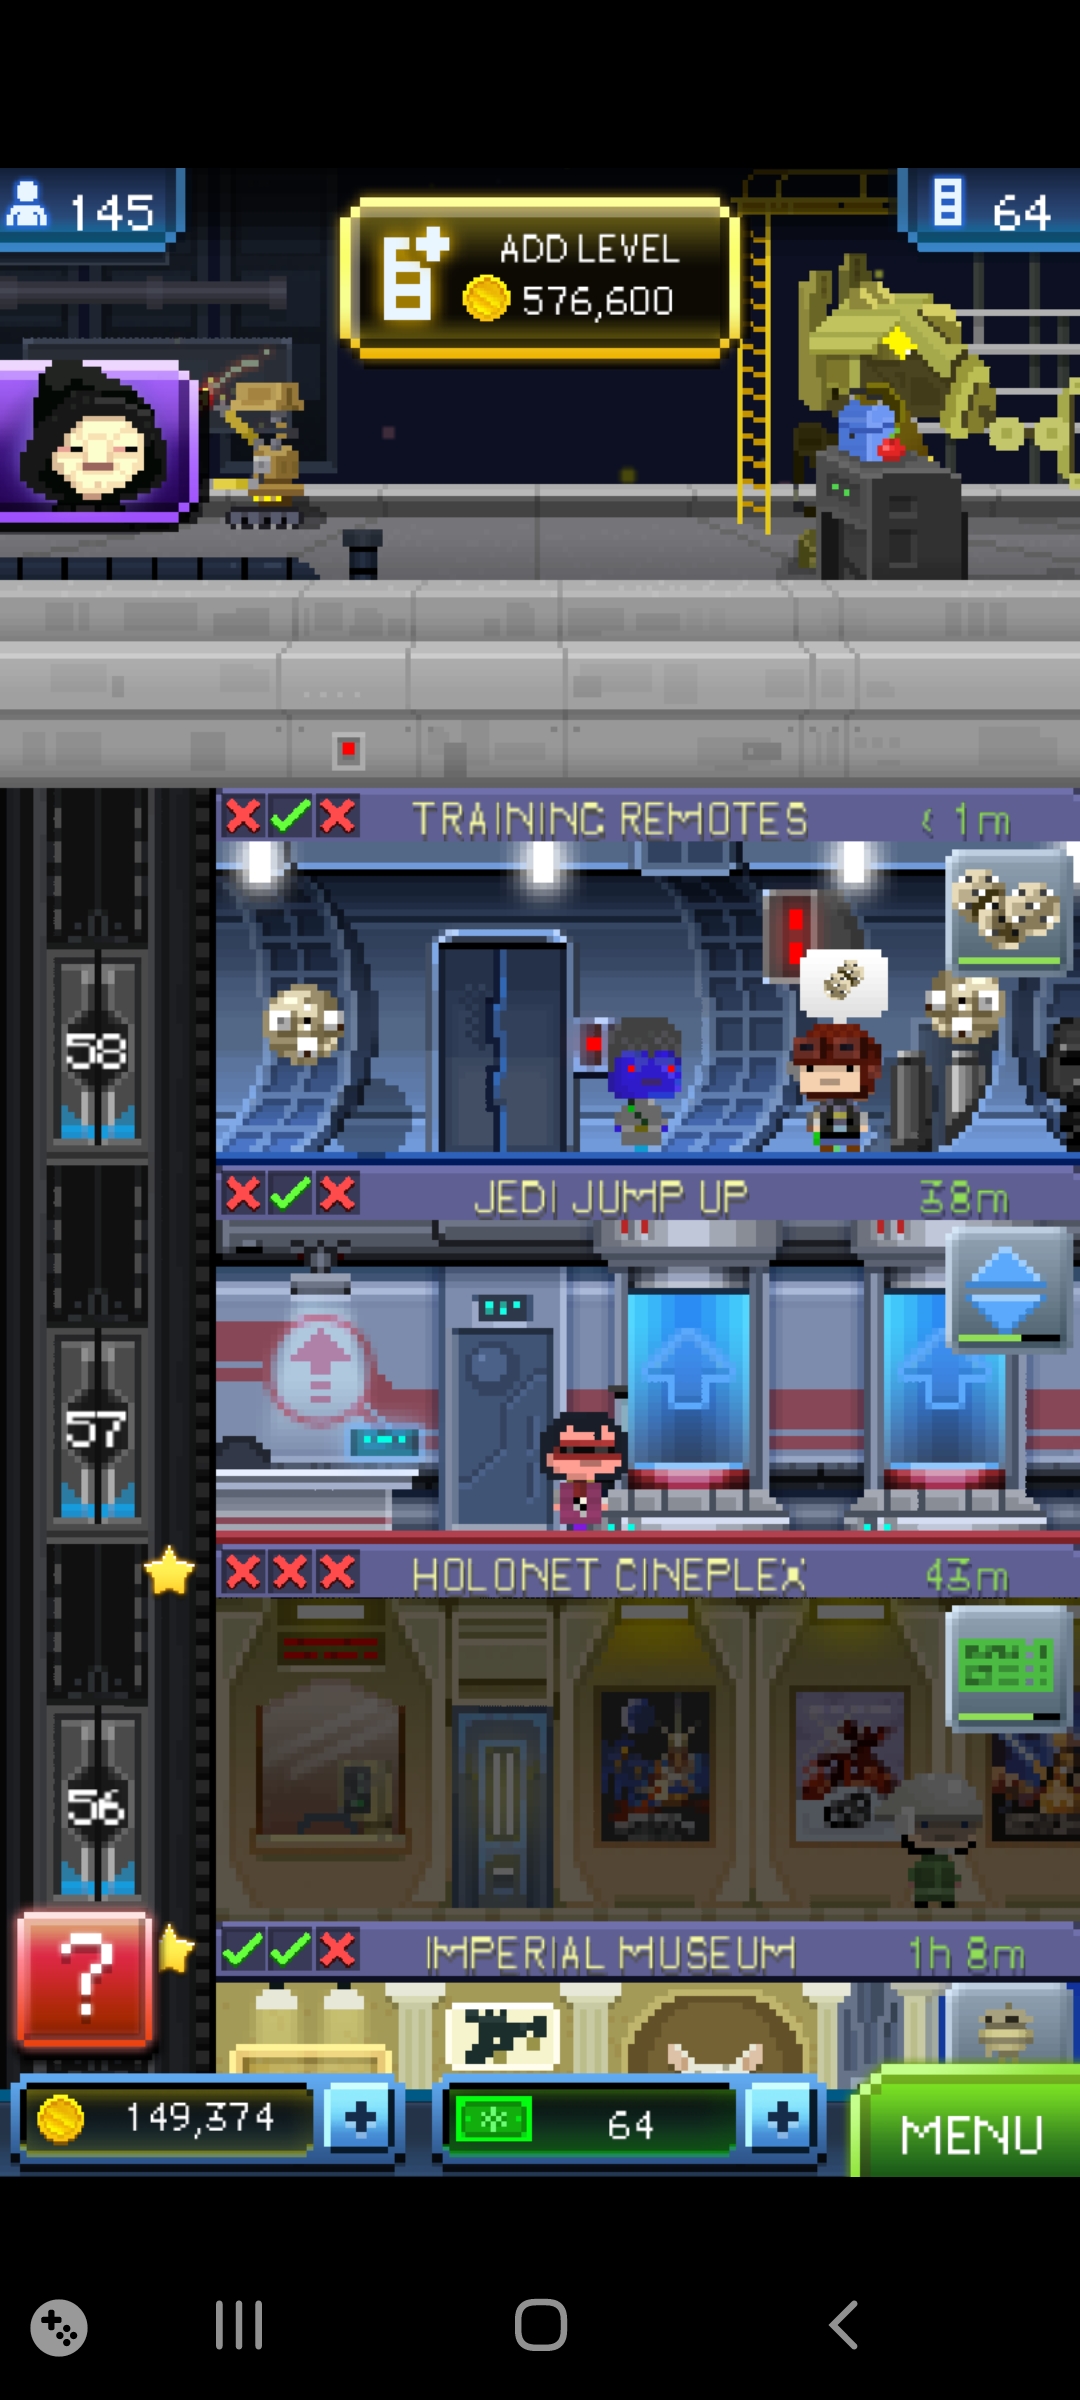 145
ADD LEVEL
576,600
64
TRAINING REMOTES < 1m
58
JEDI JUMP UP 38m
57
HOLONET CINEPLEX 43m
56
?
IMPERIAL MUSEUM 1h 8m
149,374 +
64 +
MENU